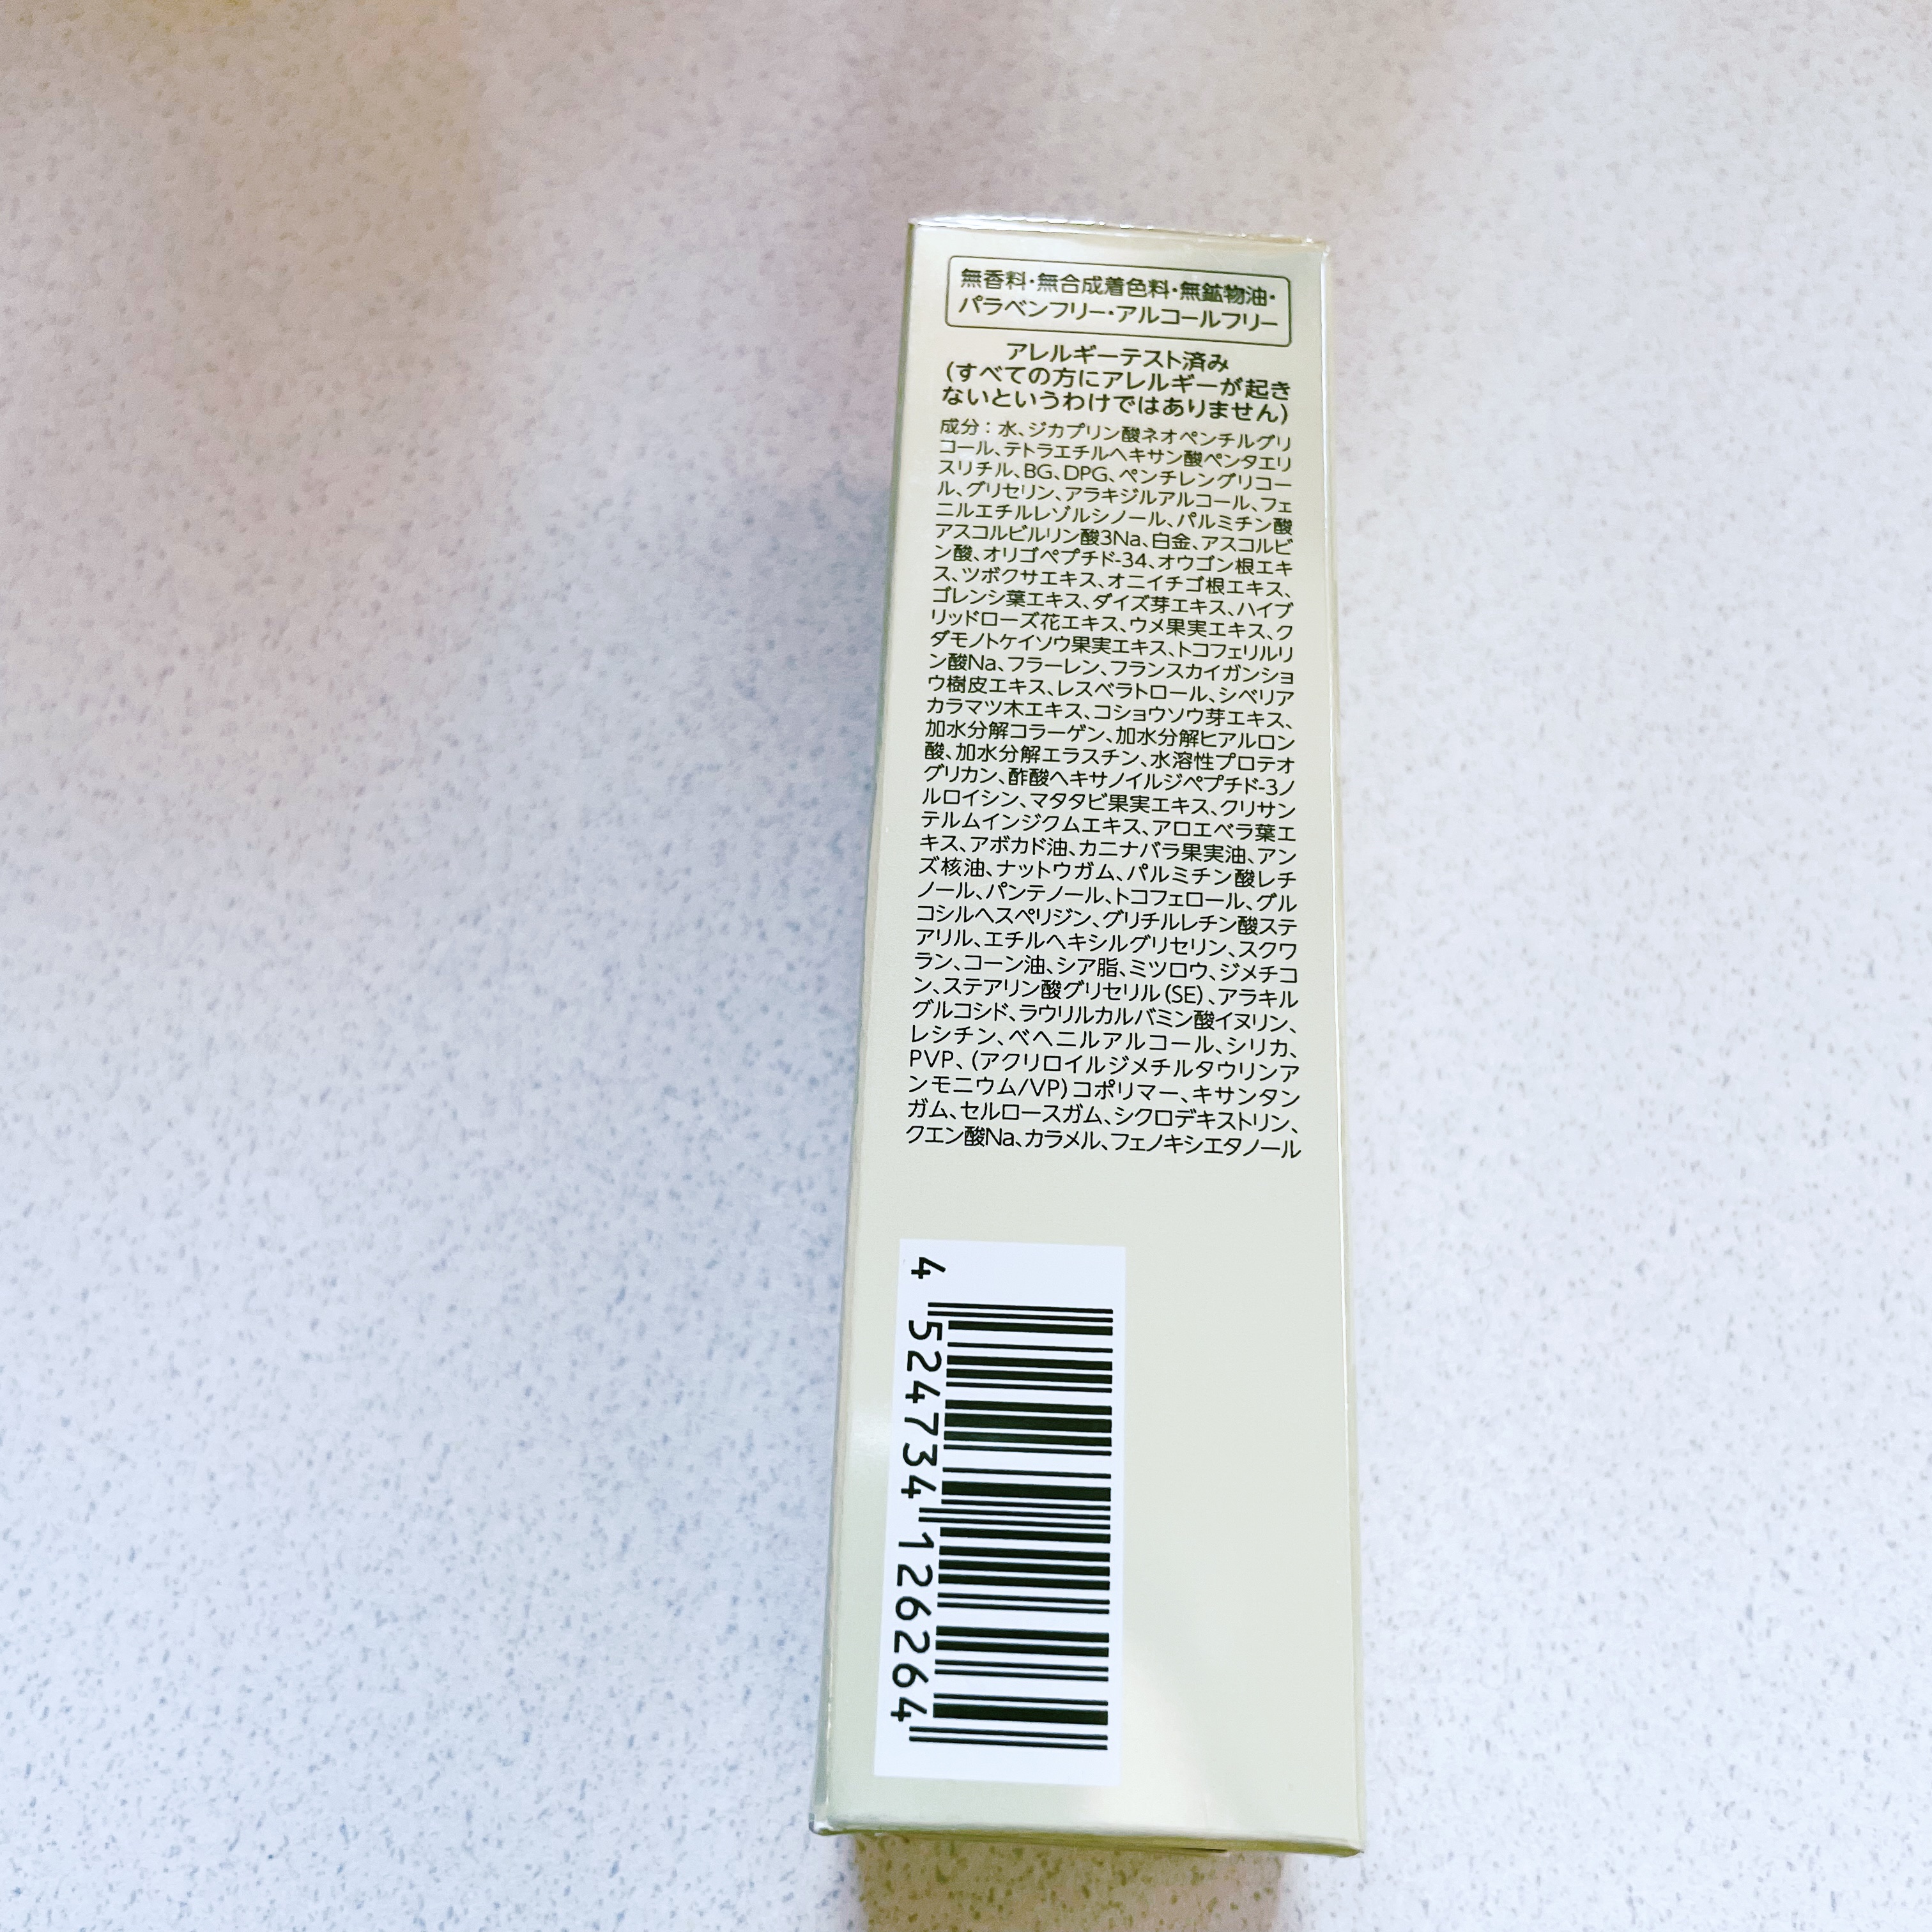 無香料・無合成着色料・無鉱物油・
パラベンフリー・アルコールフリー
アレルギーテスト済み
(すべての方にアレルギーが起き
ないというわけではありません)
成分：水、ジカプリン酸ネオペンチルグリ
コール、テトラエチルヘキサン酸ペンタエリ
スリチル、BG、DPG、ペンチレングリコー
ル、グリセリン、アラキジルアルコール、フェ
ニルエチルレゾルシノール、パルミチン酸
アスコルビルリン酸3Na、白金、アスコルビ
ン酸、オリゴペプチド-34、オウゴン根エキ
ス、ツボクサエキス、オニイチゴ根エキス、
ゴレンシ葉エキス、ダイズ芽エキス、ハイブ
リッドローズ花エキス、ウメ果実エキス、ク
ダモノトケイソウ果実エキス、トコフェリルリ
ン酸Na、フラーレン、フランスカイガンショ
ウ樹皮エキス、レスベラトロール、シベリア
カラマツ木エキス、コショウソウ芽エキス、
加水分解コラーゲン、加水分解ヒアルロン
酸、加水分解エラスチン、水溶性プロテオ
グリカン、酢酸ヘキサノイルジペプチド-3ノ
ルロイシン、マタタビ果実エキス、クリサン
テルムインジクムエキス、アロエベラ葉エ
キス、アボカド油、カニナバラ果実油、アン
ズ核油、ナットウガム、パルミチン酸レチ
ノール、パンテノール、トコフェロール、グル
コシルヘスペリジン、グリチルレチン酸ステ
アリル、エチルヘキシルグリセリン、スクワ
ラン、コーン油、シア脂、ミツロウ、ジメチコ
ン、ステアリン酸グリセリル(SE)、アラキル
グルコシド、ラウリルカルバミン酸イヌリン、
レシチン、ベヘニルアルコール、シリカ、
PVP、(アクリロイルジメチルタウリンア
ンモニウム/VP)コポリマー、キサンタン
ガム、セルロースガム、シクロデキストリン、
クエン酸Na、カラメル、フェノキシエタノール
4 524734 126264